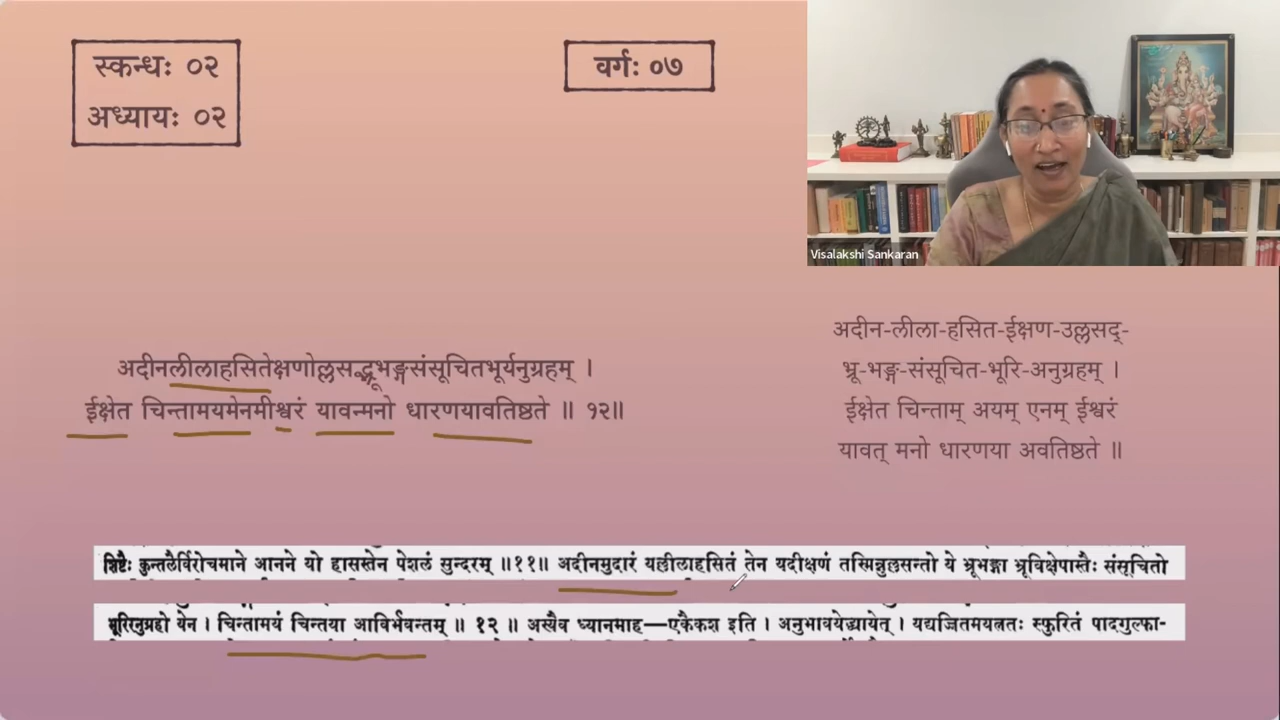 स्कन्धः ०२
अध्यायः ०२
वर्गः ०७
Visalakshi Sankaran
अदीनलीलाहसितेक्षणोल्लसद्भ्रूभङ्गसंसूचितभूर्यनुग्रहम् ।
ईक्षेत चिन्तामयमेनमीश्वरं यावन्मनो धारणयावतिष्ठते ॥ १२॥
अदीन-लीला-हसित-ईक्षण-उल्लसद्-
भ्रू-भङ्ग-संसूचित-भूरि-अनुग्रहम् ।
ईक्षेत चिन्ताम् अयम् एनम् ईश्वरं
यावत् मनो धारणया अवतिष्ठते ॥
शिष्टैः कुन्तलैर्विरोचमाने आनने यो हासस्तेन पेशलं सुन्दरम् ॥११॥ अदीनमुदारं यल्लीलाहसितं तेन यदीक्षणं तस्मिन्नुल्लसन्तो ये भ्रूभङ्गा भ्रूविक्षेपास्तैः संसूचितो
भूरिरनुग्रहो येन । चिन्तामयं चिन्तया आविर्भवन्तम् ॥ १२ ॥ अस्यैव ध्यानमाह—एकैकश इति । अनुभावयेद्ध्यायेत् । यद्यज्जितमयत्नतः स्फुरितं पादगुल्फा-